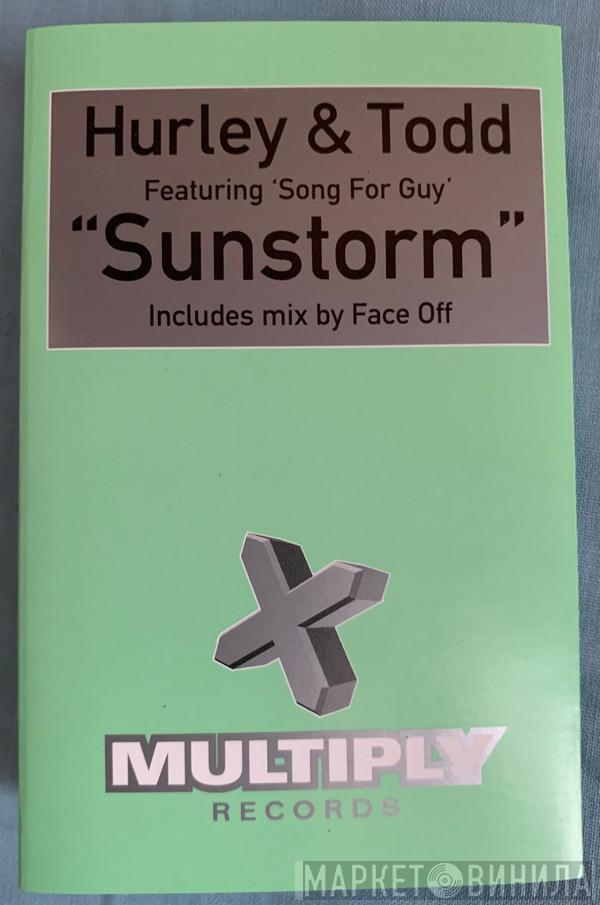 Hurley & Todd
Featuring ‘Song For Guy’
“Sunstorm”
Includes mix by Face Off
MULTIPLY
RECORDS
МАРКЕТ ВИНИЛА